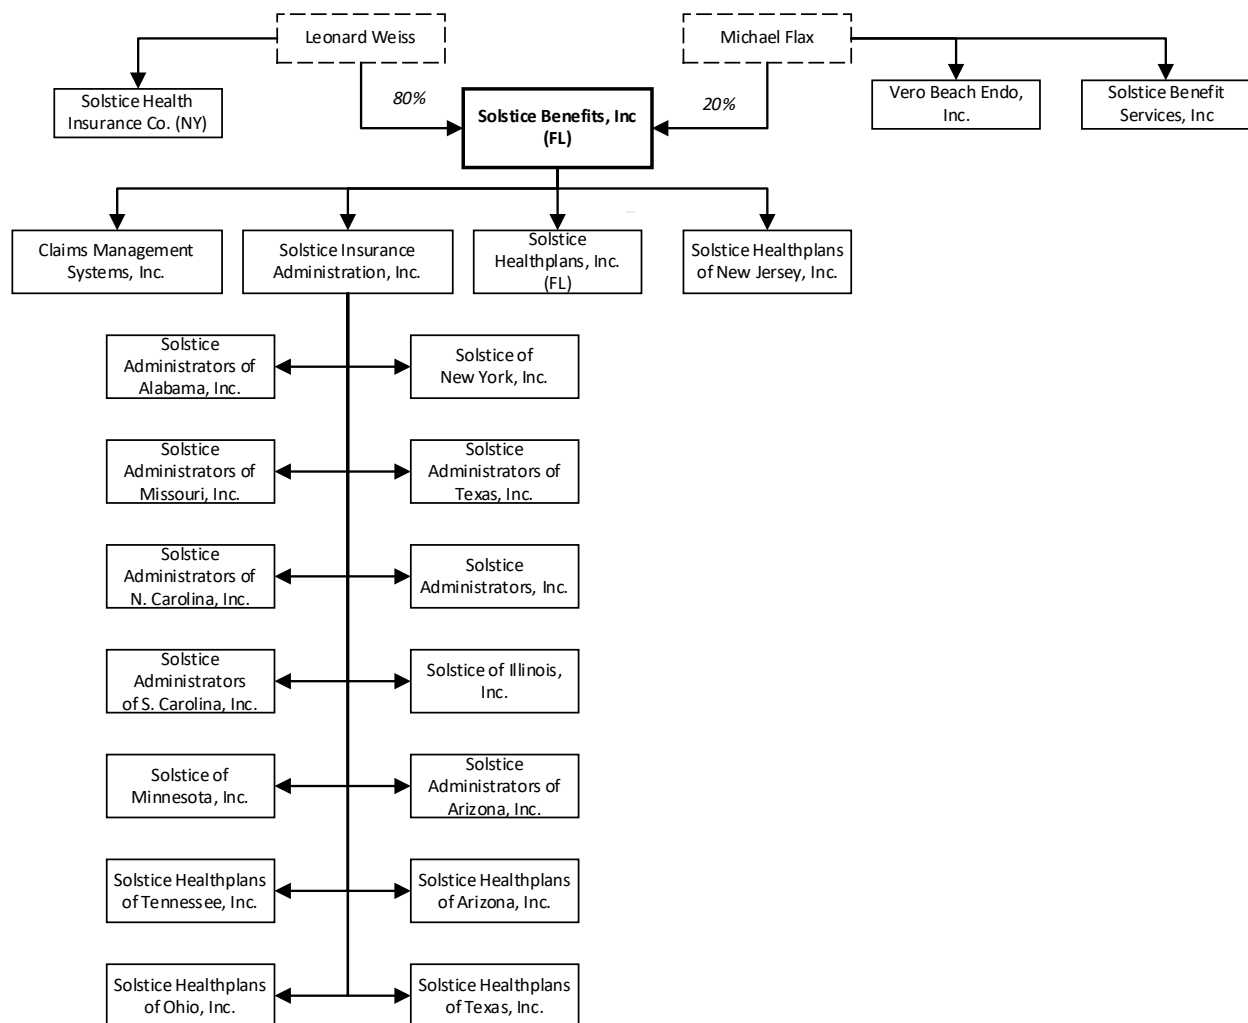 Leonard Weiss
Michael Flax
Solstice Health
Insurance Co. (NY)
80%
Solstice Benefits, Inc
(FL)
20%
Vero Beach Endo,
Inc.
Solstice Benefit
Services, Inc
Claims Management
Systems, Inc.
Solstice Insurance
Administration, Inc.
Solstice
Healthplans, Inc.
(FL)
Solstice Healthplans
of New Jersey, Inc.
Solstice
Administrators of
Alabama, Inc.
Solstice of
New York, Inc.
Solstice
Administrators of
Missouri, Inc.
Solstice
Administrators of
Texas, Inc.
Solstice
Administrators of
N. Carolina, Inc.
Solstice
Administrators, Inc.
Solstice
Administrators
of S. Carolina, Inc.
Solstice of Illinois,
Inc.
Solstice of
Minnesota, Inc.
Solstice
Administrators of
Arizona, Inc.
Solstice Healthplans
of Tennessee, Inc.
Solstice Healthplans
of Arizona, Inc.
Solstice Healthplans
of Ohio, Inc.
Solstice Healthplans
of Texas, Inc.